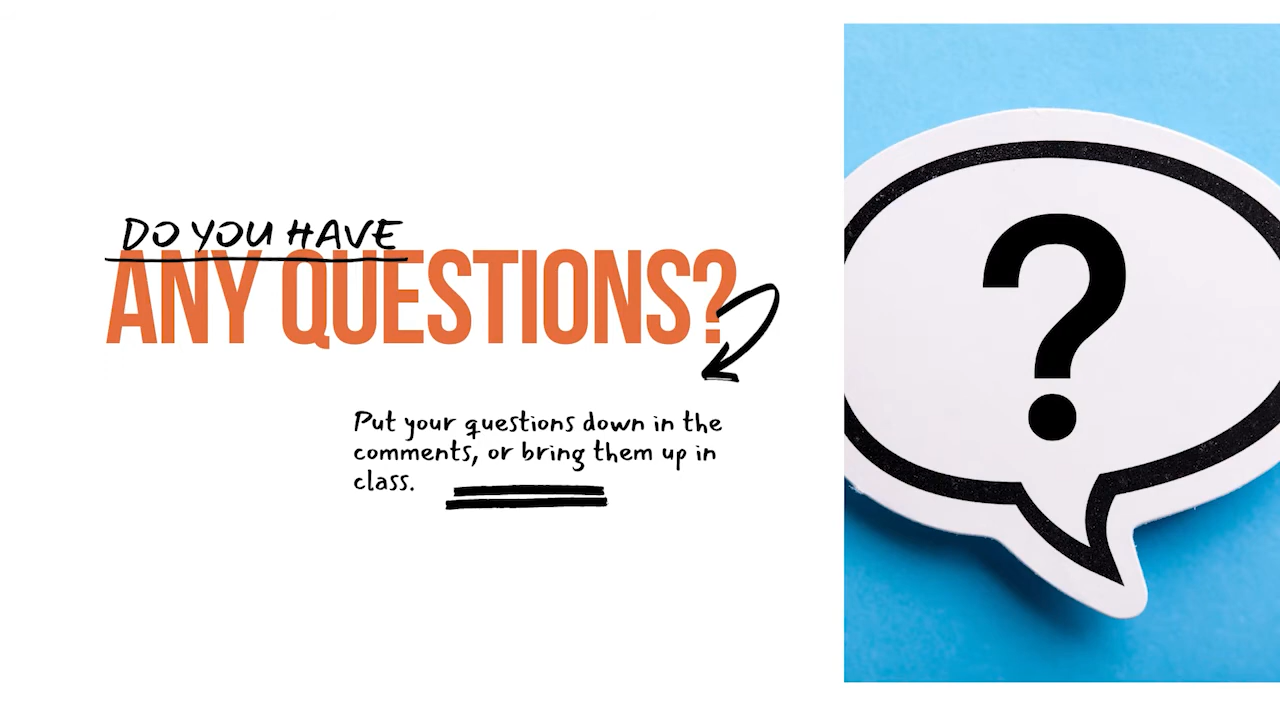 DO YOU HAVE
ANY QUESTIONS?
Put your questions down in the
comments, or bring them up in
class.
?